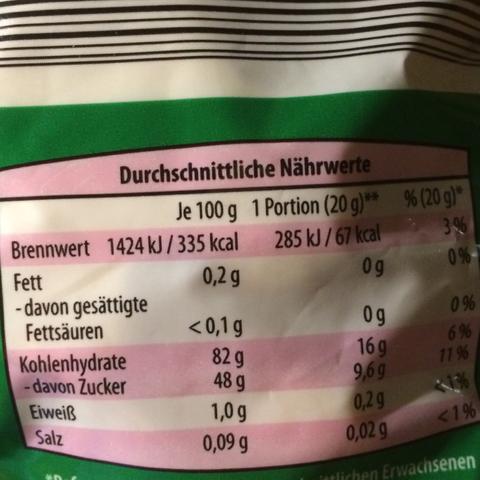 Durchschnittliche Nährwerte
Je 100 g 1 Portion (20 g)** % (20 g)*
Brennwert 1424 kJ / 335 kcal 285 kJ / 67 kcal 3%
Fett 0,2 g 0 g 0%
- davon gesättigte
Fettsäuren < 0,1 g 0 g 0%
Kohlenhydrate 82 g 16 g 6%
- davon Zucker 48 g 9,6 g 11%
Eiweiß 1,0 g 0,2 g <1%
Salz 0,09 g 0,02 g <1%
Erwachsenen